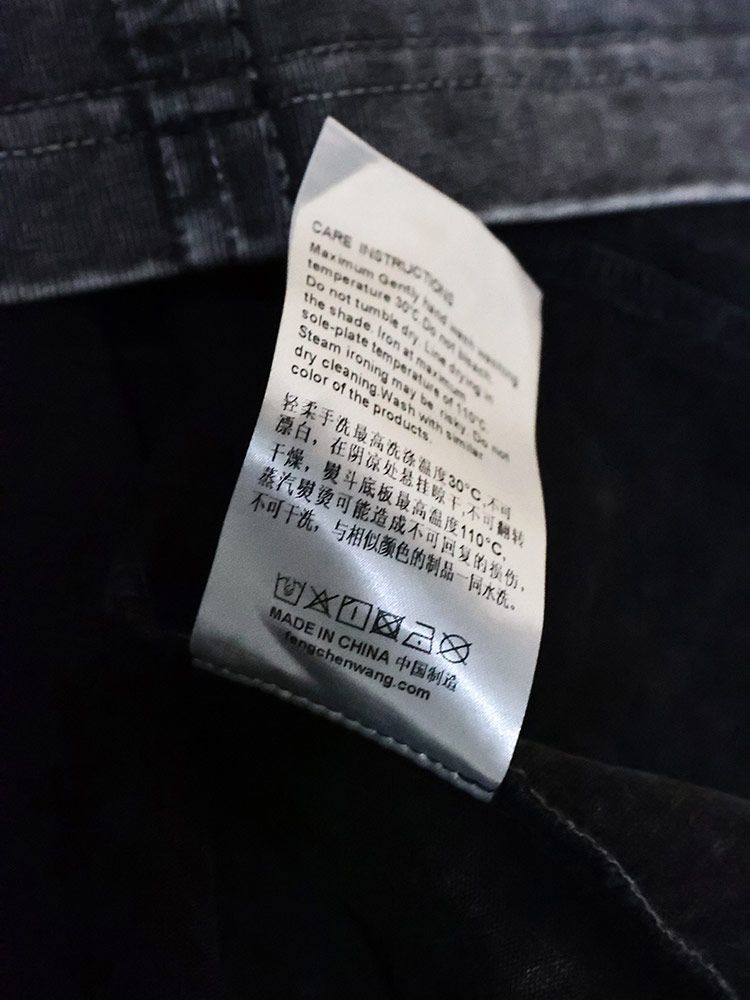 CARE INSTRUCTIONS
Maximum Gently hand wash washing
temperature 30°C.Do not bleach.
Do not tumble dry. Line drying in
the shade. Iron at maximum
sole-plate temperature of 110°C.
Steam ironing may be risky. Do not
dry cleaning.Wash with similar
color of the products.
轻柔手洗最高洗涤温度30°C,不可
漂白，在阴凉处悬挂晾干,不可翻转
干燥，熨斗底板最高温度110°C,
蒸汽熨烫可能造成不可回复的损伤,
不可干洗，与相似颜色的制品一同水洗。
MADE IN CHINA 中国制造
fengchenwang.com